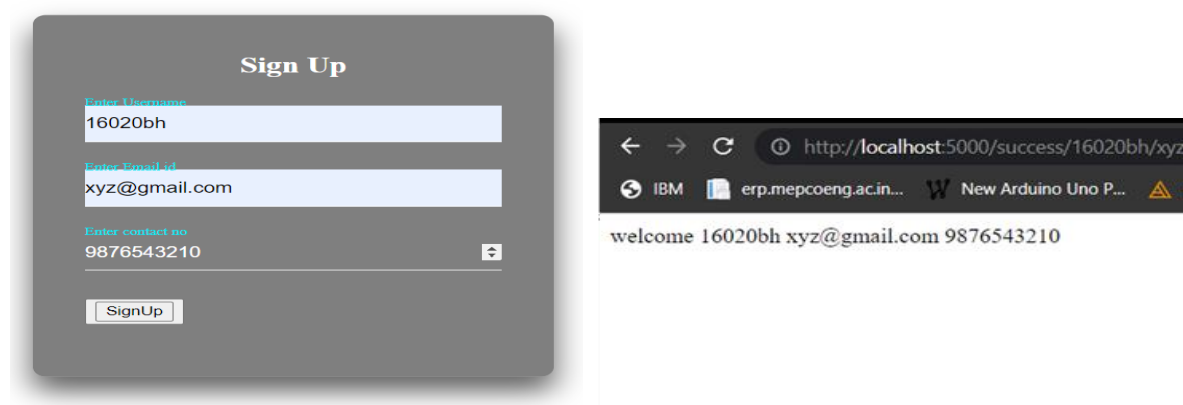 Sign Up
Enter Username
16020bh
Enter Email id
xyz@gmail.com
Enter contact no
9876543210
SignUp
http://localhost:5000/success/16020bh/xyz
IBM erp.mepcoeng.ac.in... New Arduino Uno P...
welcome 16020bh xyz@gmail.com 9876543210